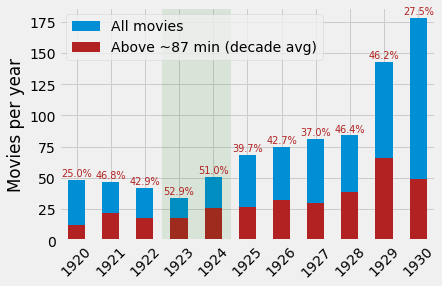 27.5%
All movies
Above ~87 min (decade avg)
46.2%
25.0% 46.8% 42.9% 52.9% 51.0% 39.7% 42.7% 37.0% 46.4%
Movies per year
175
150
125
100
75
50
25
0
1920 1921 1922 1923 1924 1925 1926 1927 1928 1929 1930